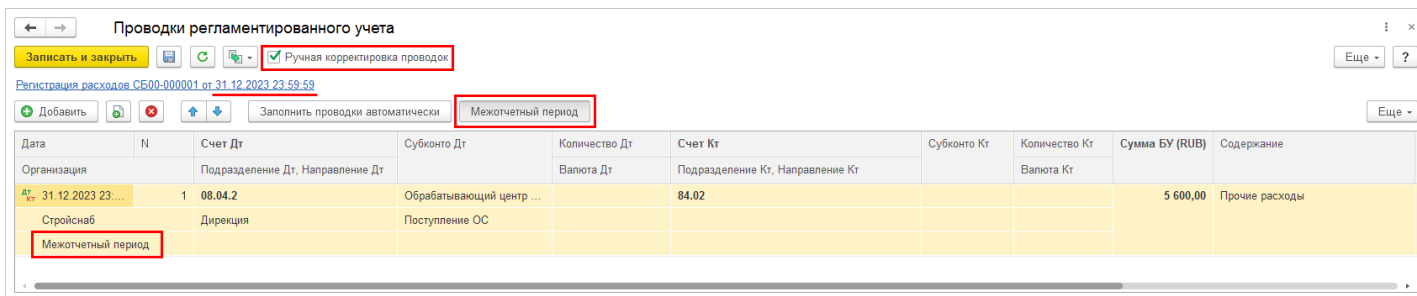 Проводки регламентированного учета
Записать и закрыть Ручная корректировка проводок Еще ?
Регистрация расходов СБ00-000001 от 31.12.2023 23:59:59
Добавить Заполнить проводки автоматически Межотчетный период Еще
Дата N Счет Дт Субконто Дт Количество Дт Счет Кт Субконто Кт Количество Кт Сумма БУ (RUB) Содержание
Организация Подразделение Дт, Направление Дт Валюта Дт Подразделение Кт, Направление Кт Валюта Кт
Дт Кт 31.12.2023 23:... 1 08.04.2 Обрабатывающий центр ... 84.02 5 600,00 Прочие расходы
Стройснаб Дирекция Поступление ОС
Межотчетный период